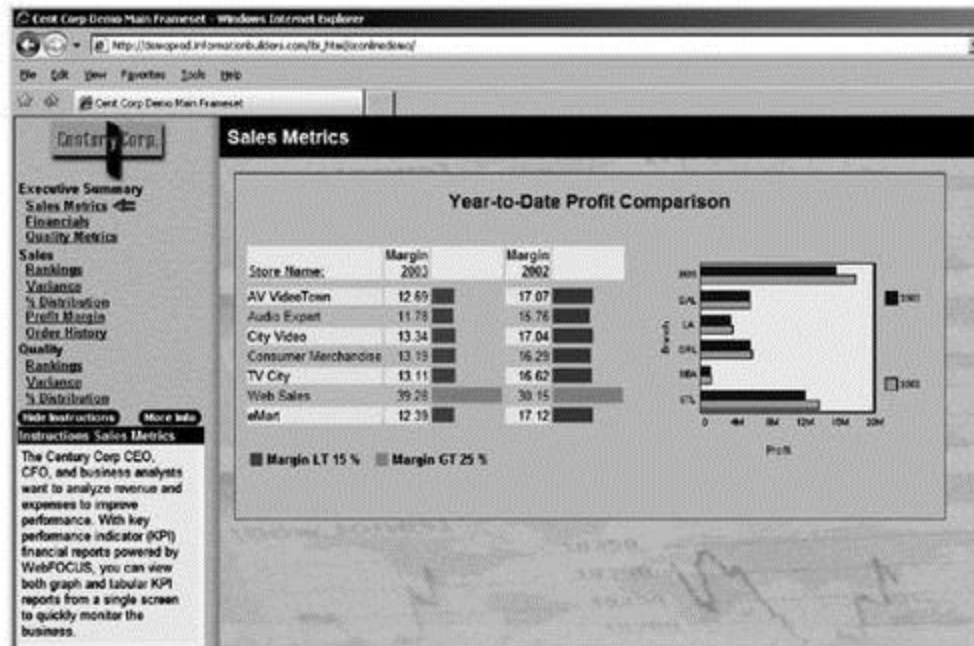 Cent Corp Demo Main Frameset - Windows Internet Explorer
File Edit View Favorites Tools Help
Cent Corp Demo Main Frameset
Century Corp.
Sales Metrics
Executive Summary
Sales Metrics
Financials
Quality Metrics
Sales
Rankings
Variance
% Distribution
Profit Margin
Order History
Quality
Rankings
Variance
% Distribution
Hide Instructions More Info
Instructions Sales Metrics
The Century Corp CEO,
CFO, and business analysts
want to analyze revenue and
expenses to improve
performance. With key
performance indicator (KPI)
financial reports powered by
WebFOCUS, you can view
both graph and tabular KPI
reports from a single screen
to quickly monitor the
business.
Year-to-Date Profit Comparison
Store Name: Margin 2003 Margin 2002
AV VideoTown 12.69 17.07
Audio Expert 11.78 15.76
City Video 13.34 17.04
Consumer Merchandise 13.19 16.29
TV City 13.11 16.62
Web Sales 39.28 30.15
eMart 12.39 17.12
Margin LT 15 % Margin GT 25 %
Branch
LA
0 4M 8M 12M 16M 20M
Profit